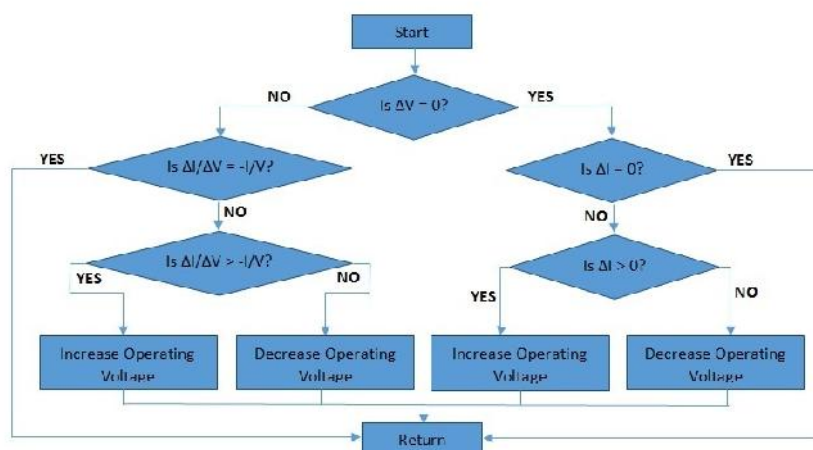 Start
NO
Is ΔV = 0?
YES
YES
Is ΔI/ΔV = -I/V?
Is ΔI = 0?
YES
NO
NO
Is ΔI/ΔV > -I/V?
Is ΔI > 0?
YES
NO
YES
NO
Increase Operating
Voltage
Decrease Operating
Voltage
Increase Operating
Voltage
Decrease Operating
Voltage
Return